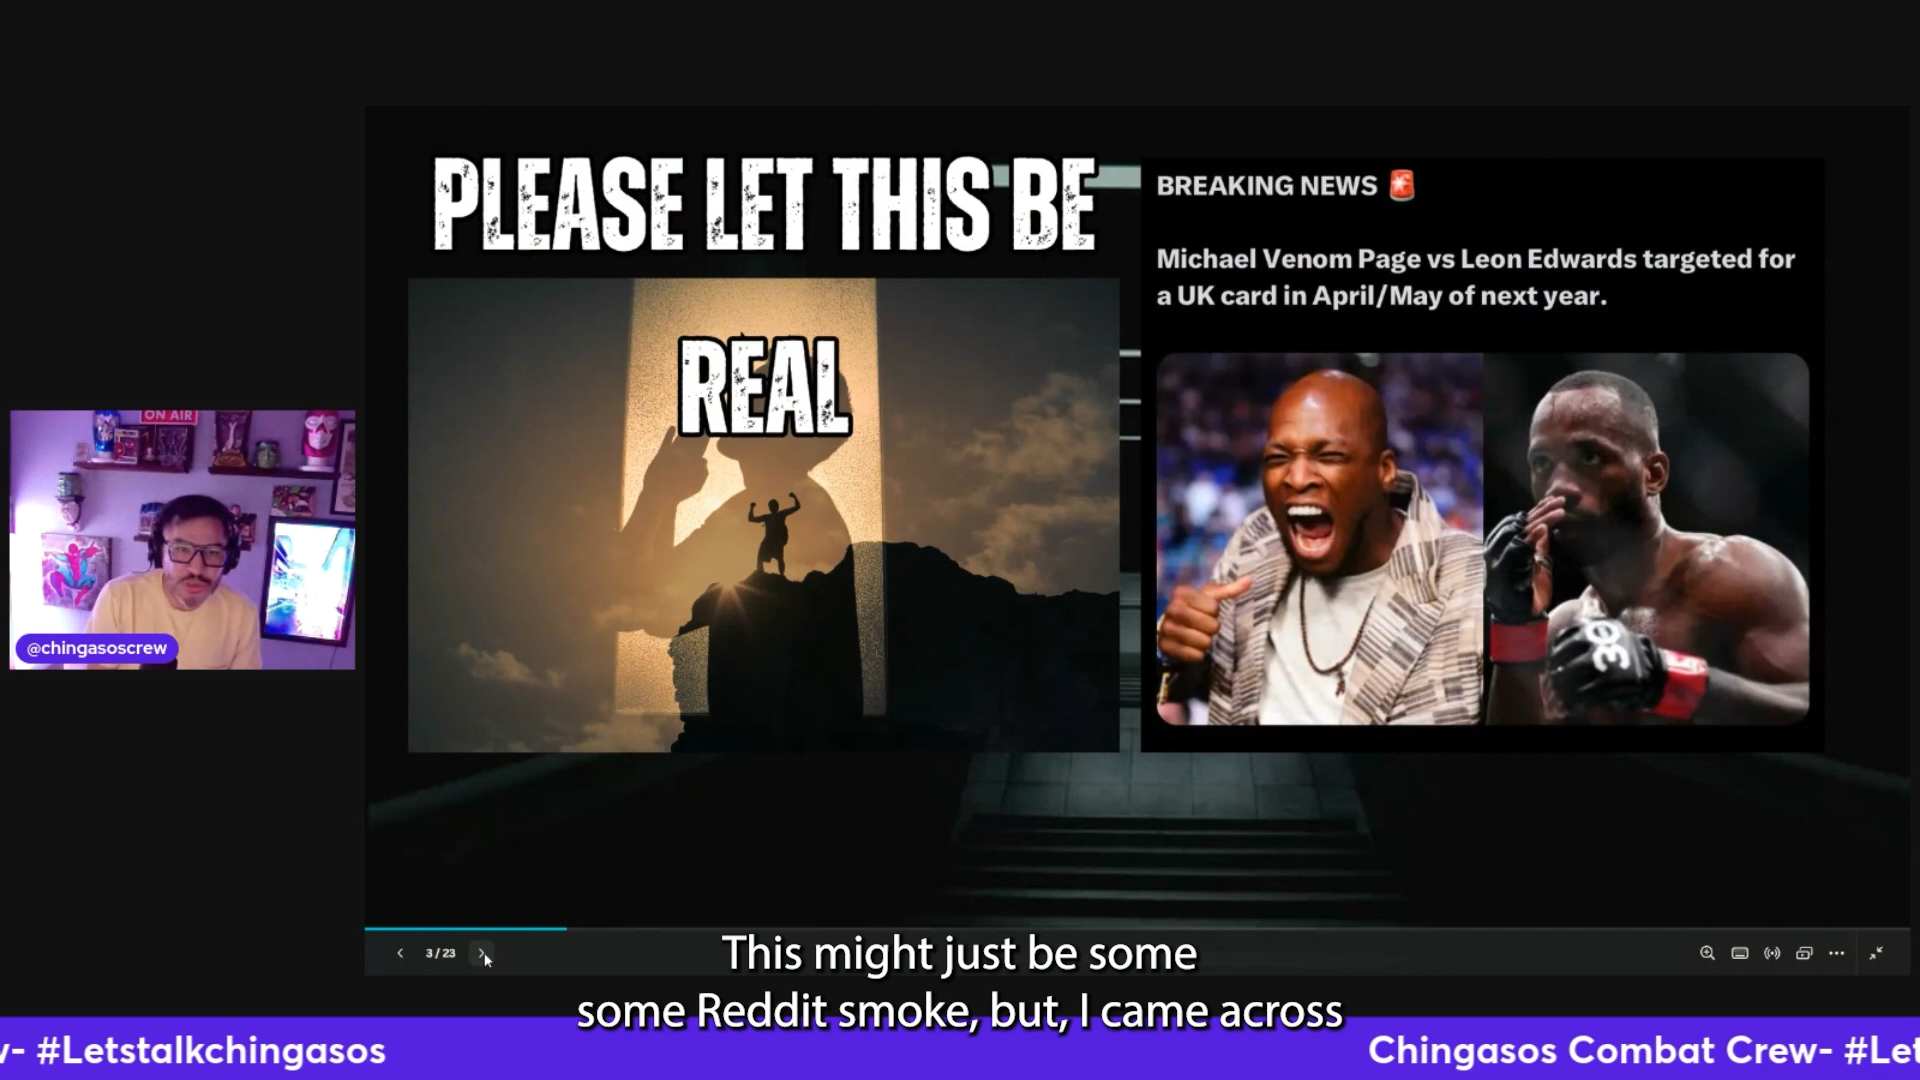 PLEASE LET THIS BE
REAL
BREAKING NEWS 🚨
Michael Venom Page vs Leon Edwards targeted for
a UK card in April/May of next year.
ON AIR
@chingasoscrew
3 / 23
This might just be some
some Reddit smoke, but, I came across
w- #Letstalkchingasos
Chingasos Combat Crew- #Let